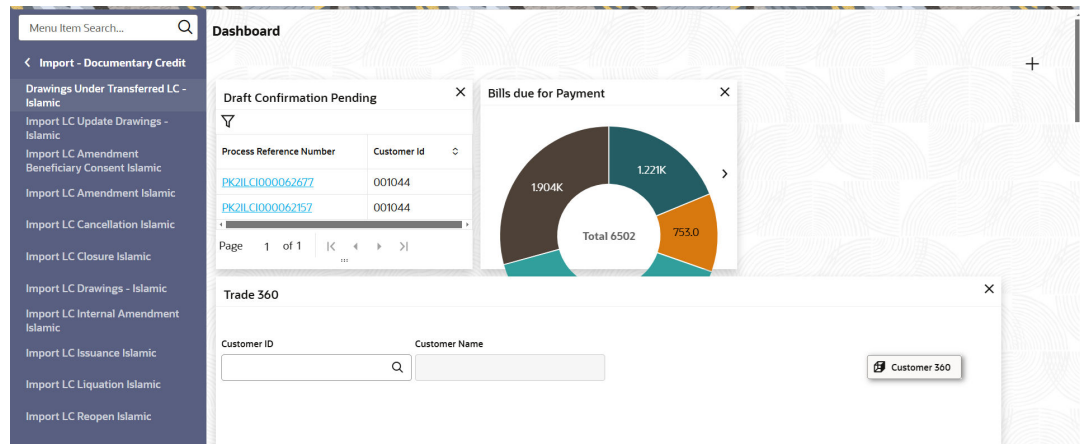 Menu Item Search...
Import - Documentary Credit
Drawings Under Transferred LC -
Islamic
Import LC Update Drawings -
Islamic
Import LC Amendment
Beneficiary Consent Islamic
Import LC Amendment Islamic
Import LC Cancellation Islamic
Import LC Closure Islamic
Import LC Drawings - Islamic
Import LC Internal Amendment
Islamic
Import LC Issuance Islamic
Import LC Liquation Islamic
Import LC Reopen Islamic
Dashboard
Draft Confirmation Pending
Process Reference Number Customer Id
PK2ILCI000062677 001044
PK2ILCI000062157 001044
Page 1 of 1
Bills due for Payment
1.904K
1.221K
753.0
Total 6502
Trade 360
Customer ID Customer Name
Customer 360